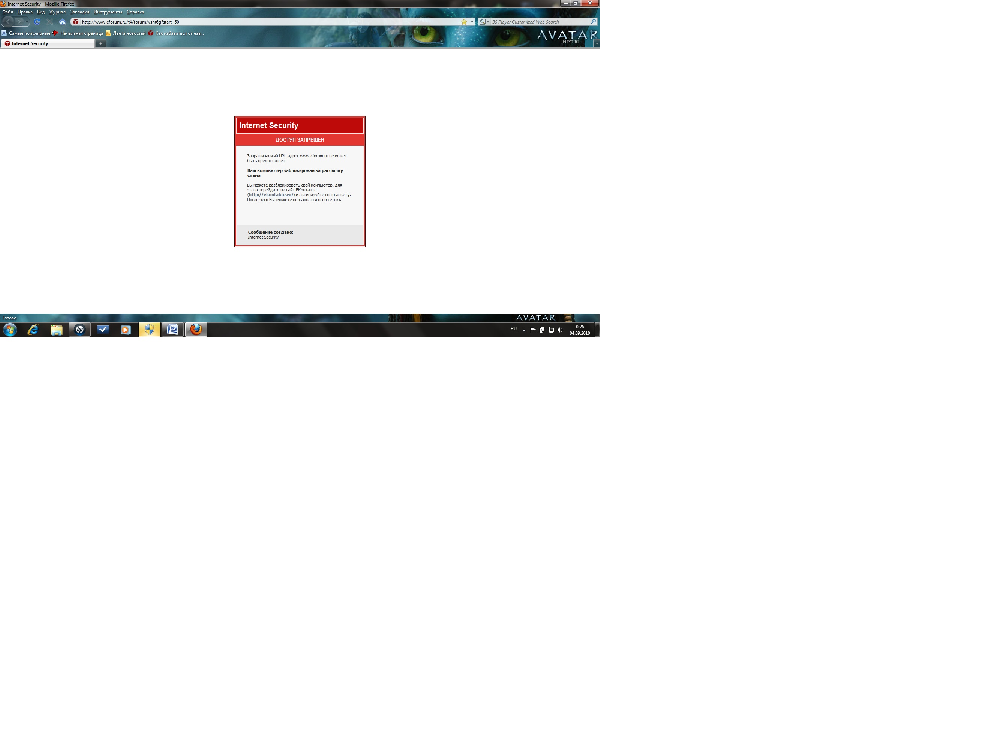 Internet Security - Mozilla Firefox
Файл Правка Вид Журнал Закладки Инструменты Справка
http://www.cforum.ru/t4/forum/vsht6g?start=50
BS Player Customized Web Search
Самые популярные Начальная страница Лента новостей Как избавиться от нав...
AVATAR
NEYTIRI
Internet Security
Internet Security
ДОСТУП ЗАПРЕЩЕН
Запрашиваемый URL-адрес www.cforum.ru не может
быть предоставлен
Ваш компьютер заблокирован за рассылку
спама
Вы можете разблокировать свой компьютер, для
этого перейдите на сайт ВКонтакте
(http://vkontakte.ru/) и активируйте свою анкету.
После чего Вы сможете пользоватся всей сетью.
Сообщение создано:
Internet Security
Готово
AVATAR
hp
W
RU
0:26
04.09.2010